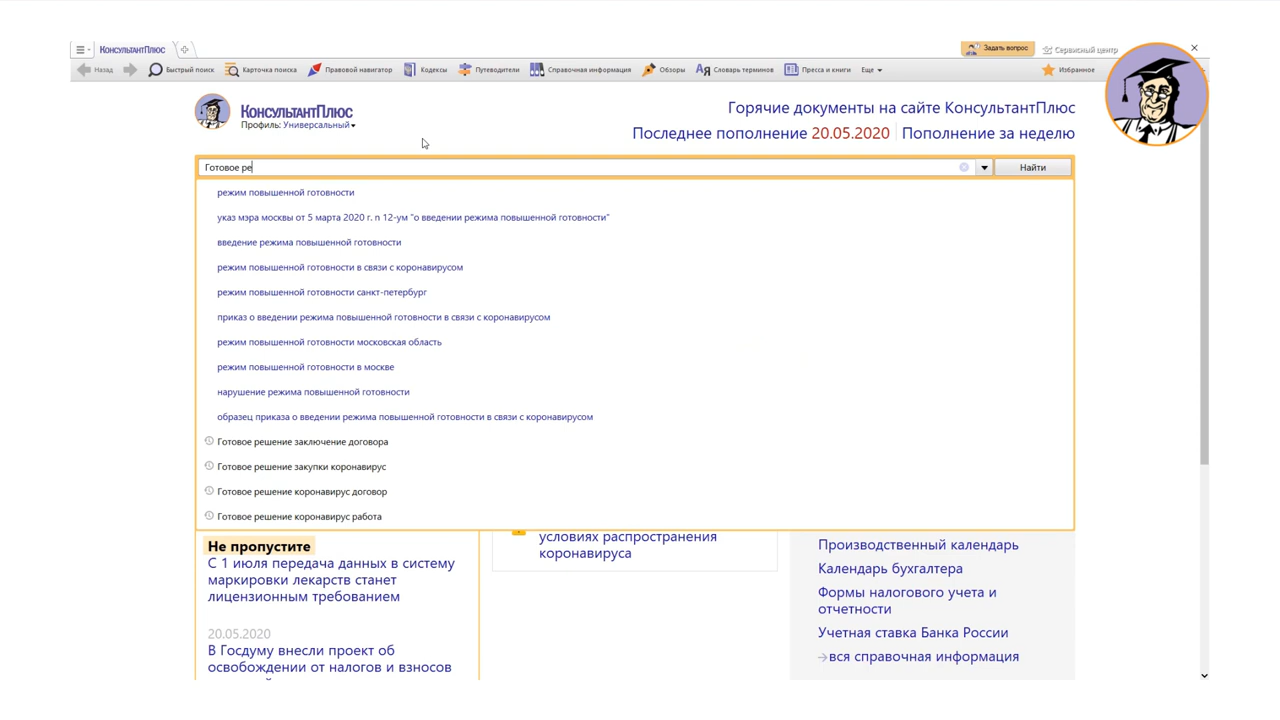 КонсультантПлюс
Задать вопрос
Сервисный центр
Назад
Быстрый поиск
Карточка поиска
Правовой навигатор
Кодексы
Путеводители
Справочная информация
Обзоры
Словарь терминов
Пресса и книги
Еще
Избранное
КонсультантПлюс
Профиль: Универсальный
Горячие документы на сайте КонсультантПлюс
Последнее пополнение 20.05.2020 Пополнение за неделю
Готовое ре
Найти
режим повышенной готовности
указ мэра москвы от 5 марта 2020 г. n 12-ум "о введении режима повышенной готовности"
введение режима повышенной готовности
режим повышенной готовности в связи с коронавирусом
режим повышенной готовности санкт-петербург
приказ о введении режима повышенной готовности в связи с коронавирусом
режим повышенной готовности московская область
режим повышенной готовности в москве
нарушение режима повышенной готовности
образец приказа о введении режима повышенной готовности в связи с коронавирусом
Готовое решение заключение договора
Готовое решение закупки коронавирус
Готовое решение коронавирус договор
Готовое решение коронавирус работа
Не пропустите
С 1 июля передача данных в систему
маркировки лекарств станет
лицензионным требованием
20.05.2020
В Госдуму внесли проект об
освобождении от налогов и взносов
условиях распространения
коронавируса
Производственный календарь
Календарь бухгалтера
Формы налогового учета и
отчетности
Учетная ставка Банка России
вся справочная информация